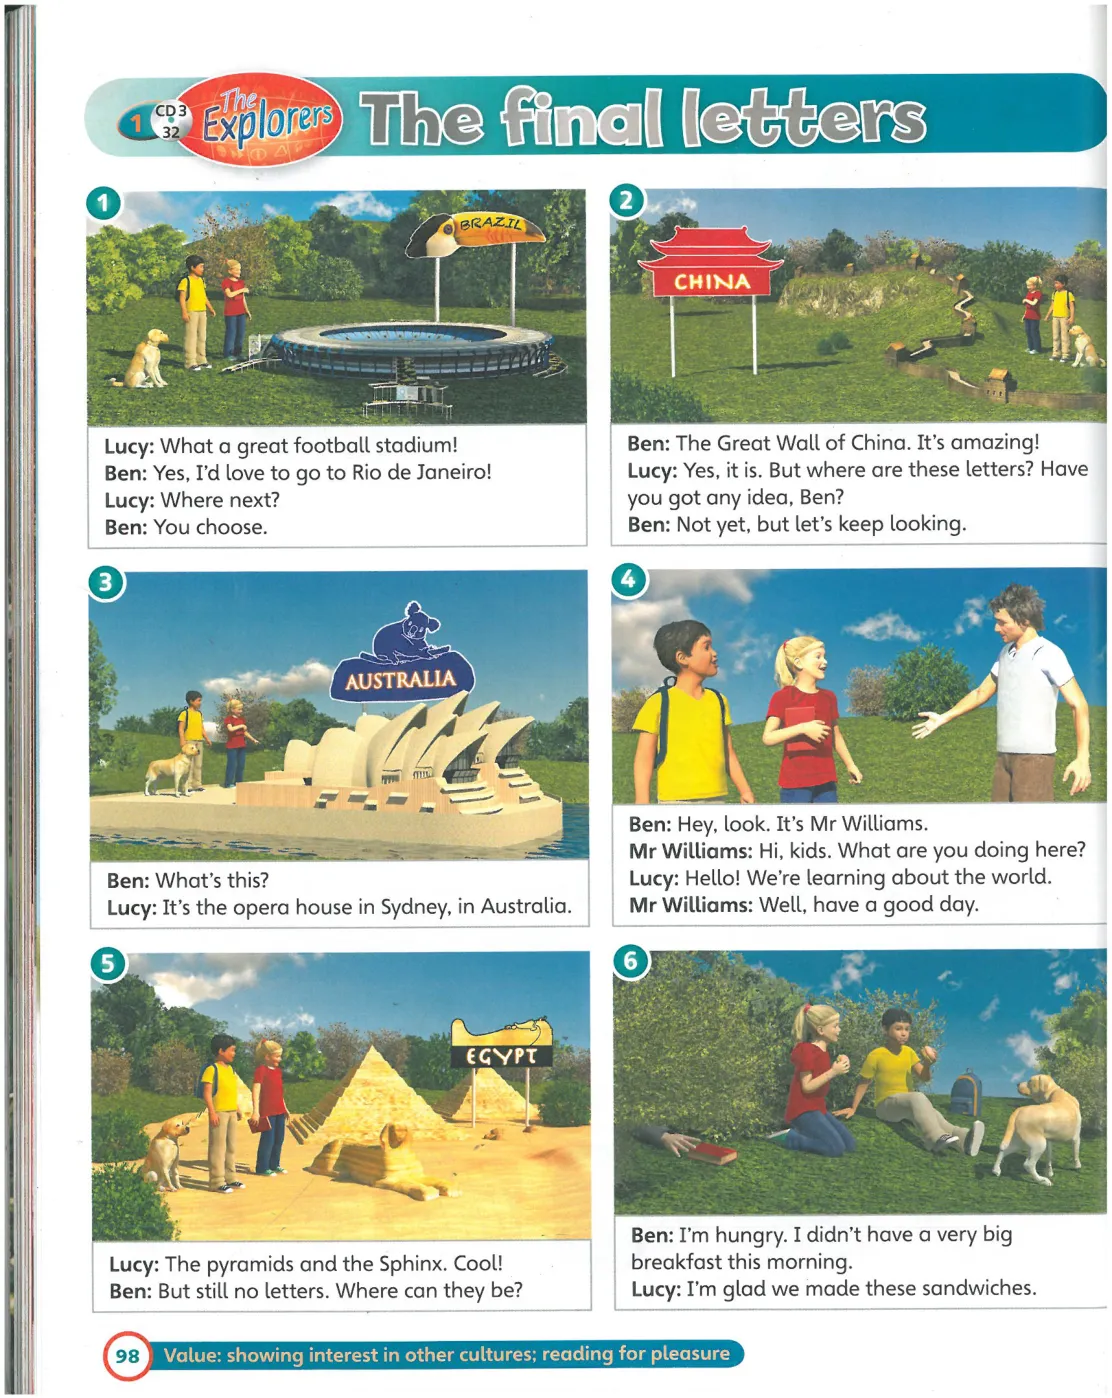 1 CD 3 32 The Explorers The final letters
1
BRAZIL
Lucy: What a great football stadium!
Ben: Yes, I'd love to go to Rio de Janeiro!
Lucy: Where next?
Ben: You choose.
2
CHINA
Ben: The Great Wall of China. It's amazing!
Lucy: Yes, it is. But where are these letters? Have
you got any idea, Ben?
Ben: Not yet, but let's keep looking.
3
AUSTRALIA
Ben: What's this?
Lucy: It's the opera house in Sydney, in Australia.
4
Ben: Hey, look. It's Mr Williams.
Mr Williams: Hi, kids. What are you doing here?
Lucy: Hello! We're learning about the world.
Mr Williams: Well, have a good day.
5
EGYPT
Lucy: The pyramids and the Sphinx. Cool!
Ben: But still no letters. Where can they be?
6
Ben: I'm hungry. I didn't have a very big
breakfast this morning.
Lucy: I'm glad we made these sandwiches.
98 Value: showing interest in other cultures; reading for pleasure